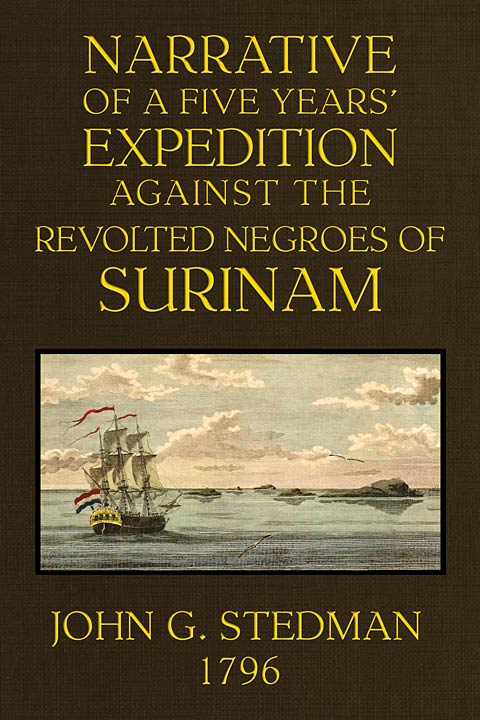 NARRATIVE
OF A FIVE YEARS’
EXPEDITION
AGAINST THE
REVOLTED NEGROES OF
SURINAM
JOHN G. STEDMAN
1796